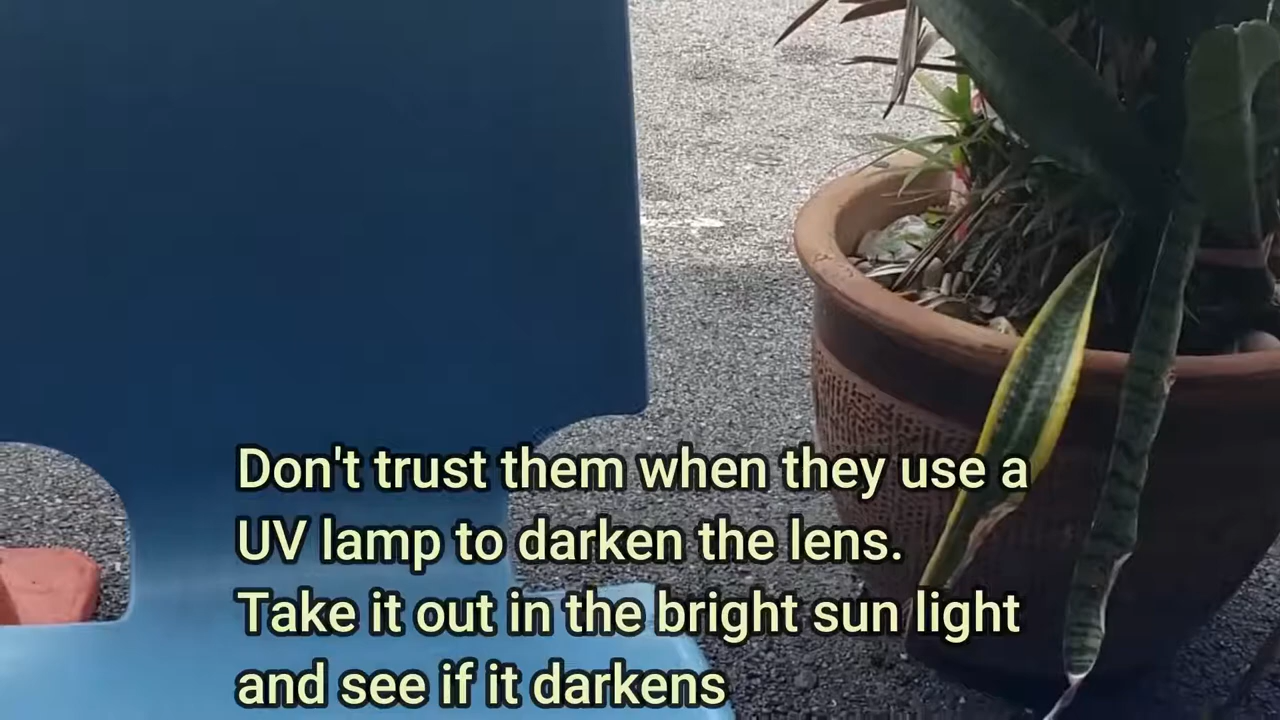 Don't trust them when they use a
UV lamp to darken the lens.
Take it out in the bright sun light
and see if it darkens